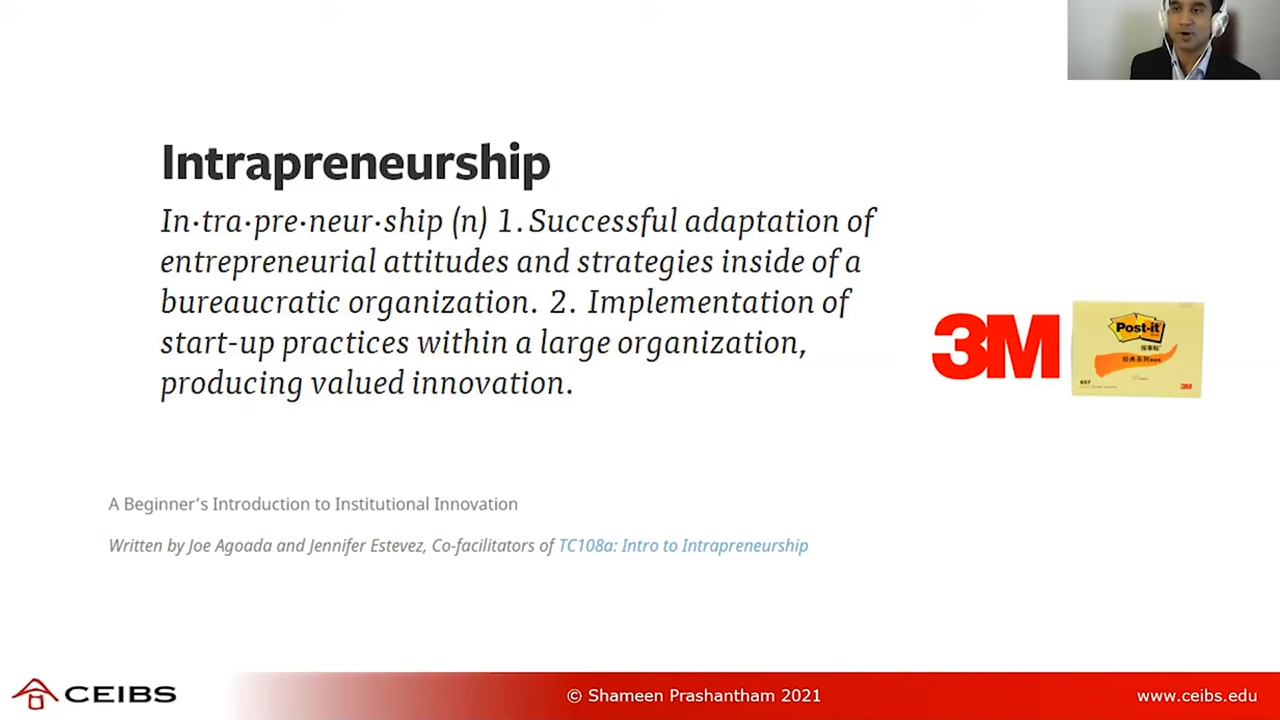 Intrapreneurship
In·tra·pre·neur·ship (n) 1. Successful adaptation of
entrepreneurial attitudes and strategies inside of a
bureaucratic organization. 2. Implementation of
start-up practices within a large organization,
producing valued innovation.
3M
Post-it
657
3M
A Beginner's Introduction to Institutional Innovation
Written by Joe Agoada and Jennifer Estevez, Co-facilitators of TC108a: Intro to Intrapreneurship
CEIBS
© Shameen Prashantham 2021
www.ceibs.edu